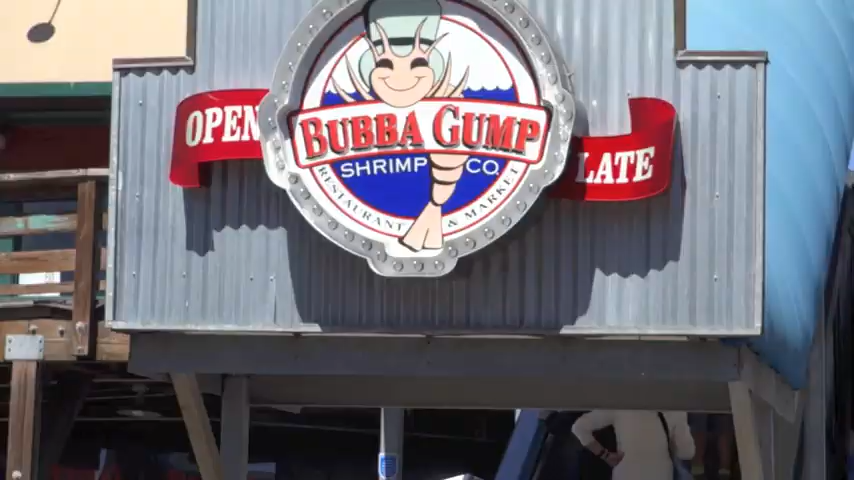 OPEN
LATE
BUBBA GUMP
SHRIMP CO.
RESTAURANT & MARKET